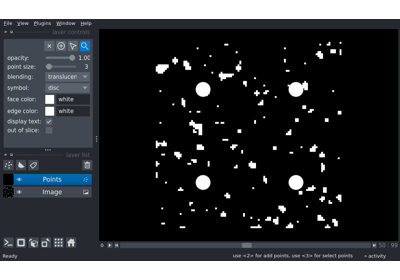 File View Plugins Window Help
layer controls
opacity: 1.00
point size: 3
blending: translucen
symbol: disc
face color: white
edge color: white
display text:
out of slice:
layer list
Points
Image
0 50 99
Ready use <2> for add points, use <3> for select points activity